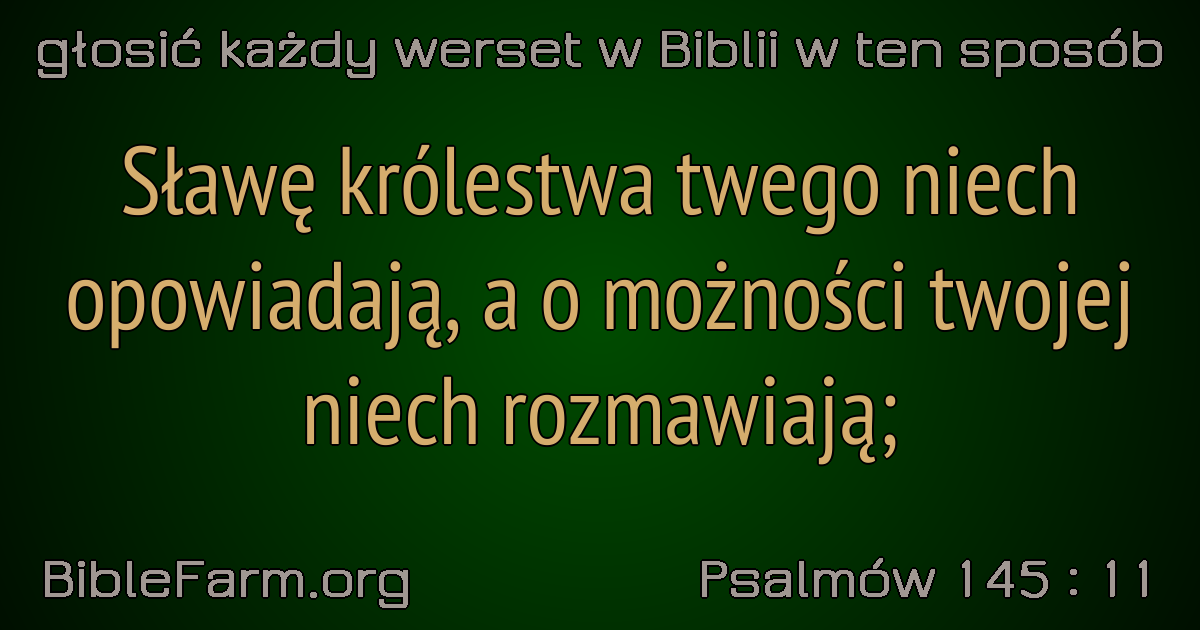 głosić każdy werset w Biblii w ten sposób
Sławę królestwa twego niech
opowiadają, a o możności twojej
niech rozmawiają;
BibleFarm.org
Psalmów 145 : 11